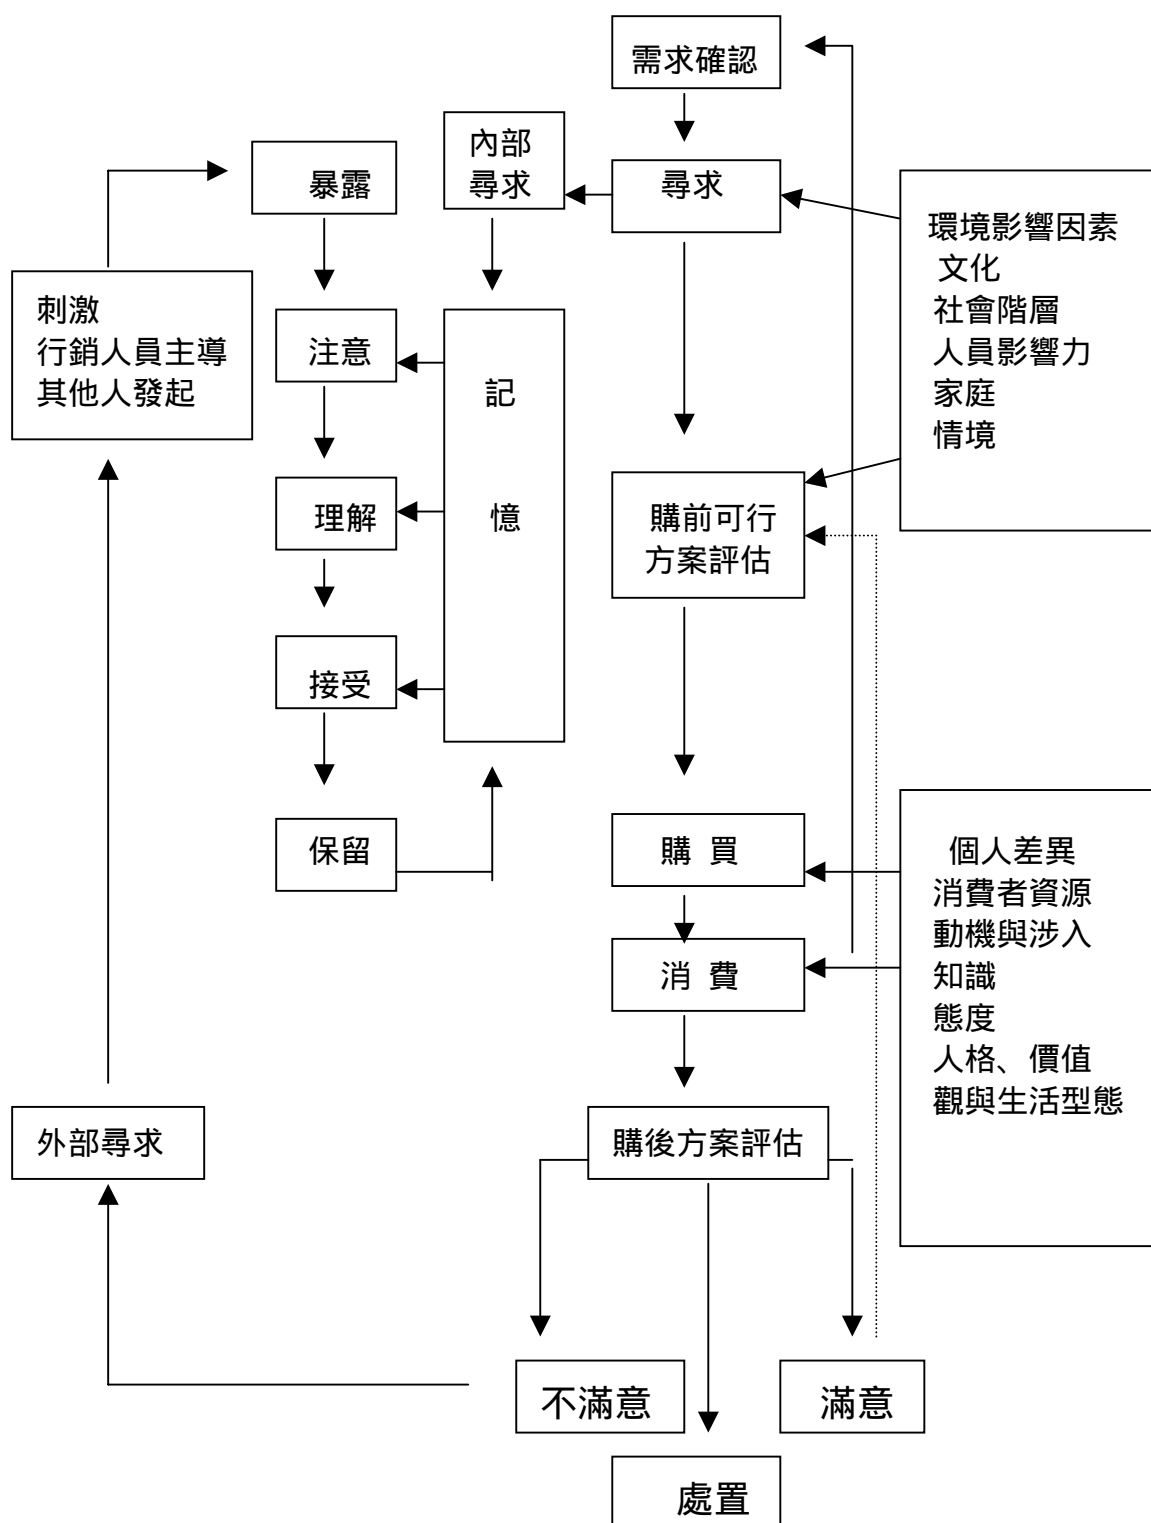 需求確認
內部
尋求
尋求
暴露
環境影響因素
文化
社會階層
人員影響力
家庭
情境
刺激
行銷人員主導
其他人發起
注意
記
憶
理解
購前可行
方案評估
接受
保留
購 買
個人差異
消費者資源
動機與涉入
知識
態度
人格、價值
觀與生活型態
消 費
外部尋求
購後方案評估
不滿意
滿意
處置